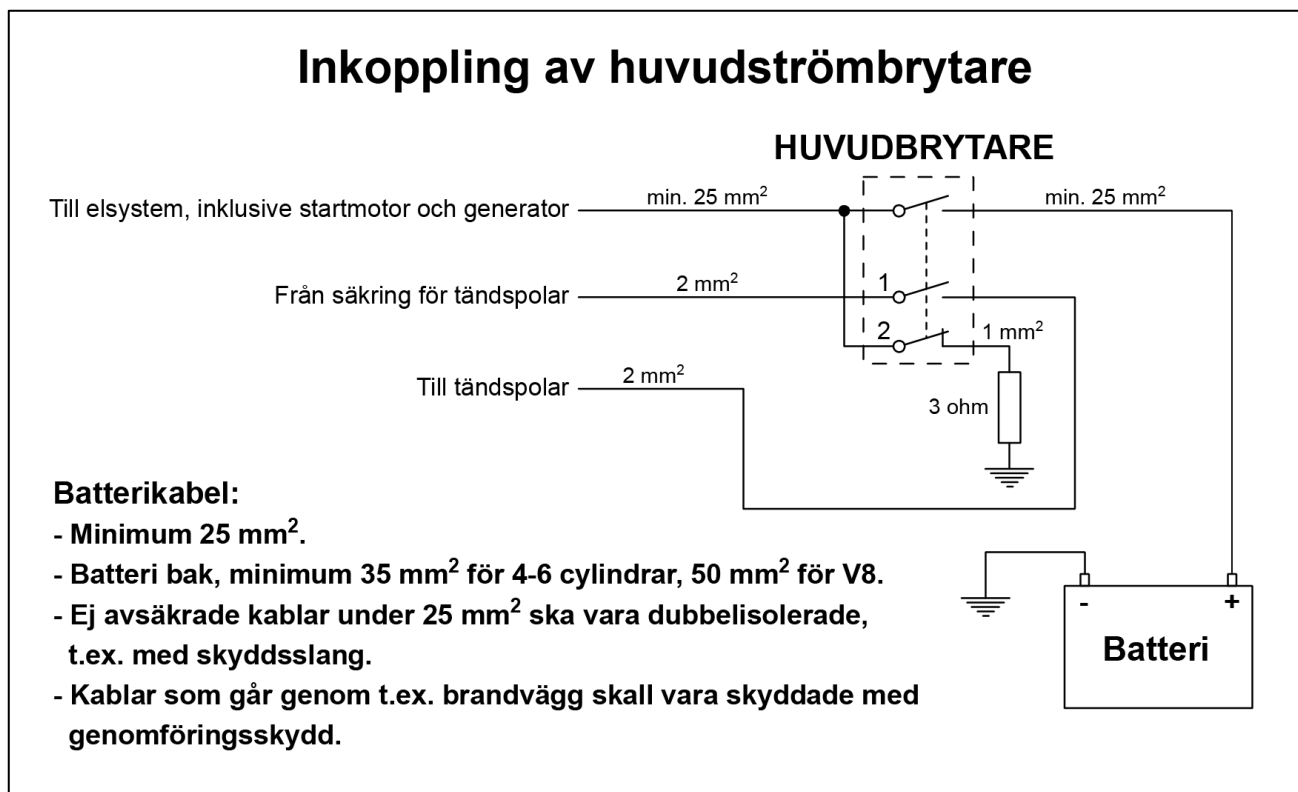 Inkoppling av huvudströmbrytare
HUVUDBRYTARE
Till elsystem, inklusive startmotor och generator
min. 25 mm²
min. 25 mm²
Från säkring för tändspolar
2 mm²
1
2
1 mm²
Till tändspolar
2 mm²
3 ohm
Batterikabel:
- Minimum 25 mm².
- Batteri bak, minimum 35 mm² för 4-6 cylindrar, 50 mm² för V8.
- Ej avsäkrade kablar under 25 mm² ska vara dubbelisolerade,
t.ex. med skyddsslang.
- Kablar som går genom t.ex. brandvägg skall vara skyddade med
genomföringsskydd.
- +
Batteri